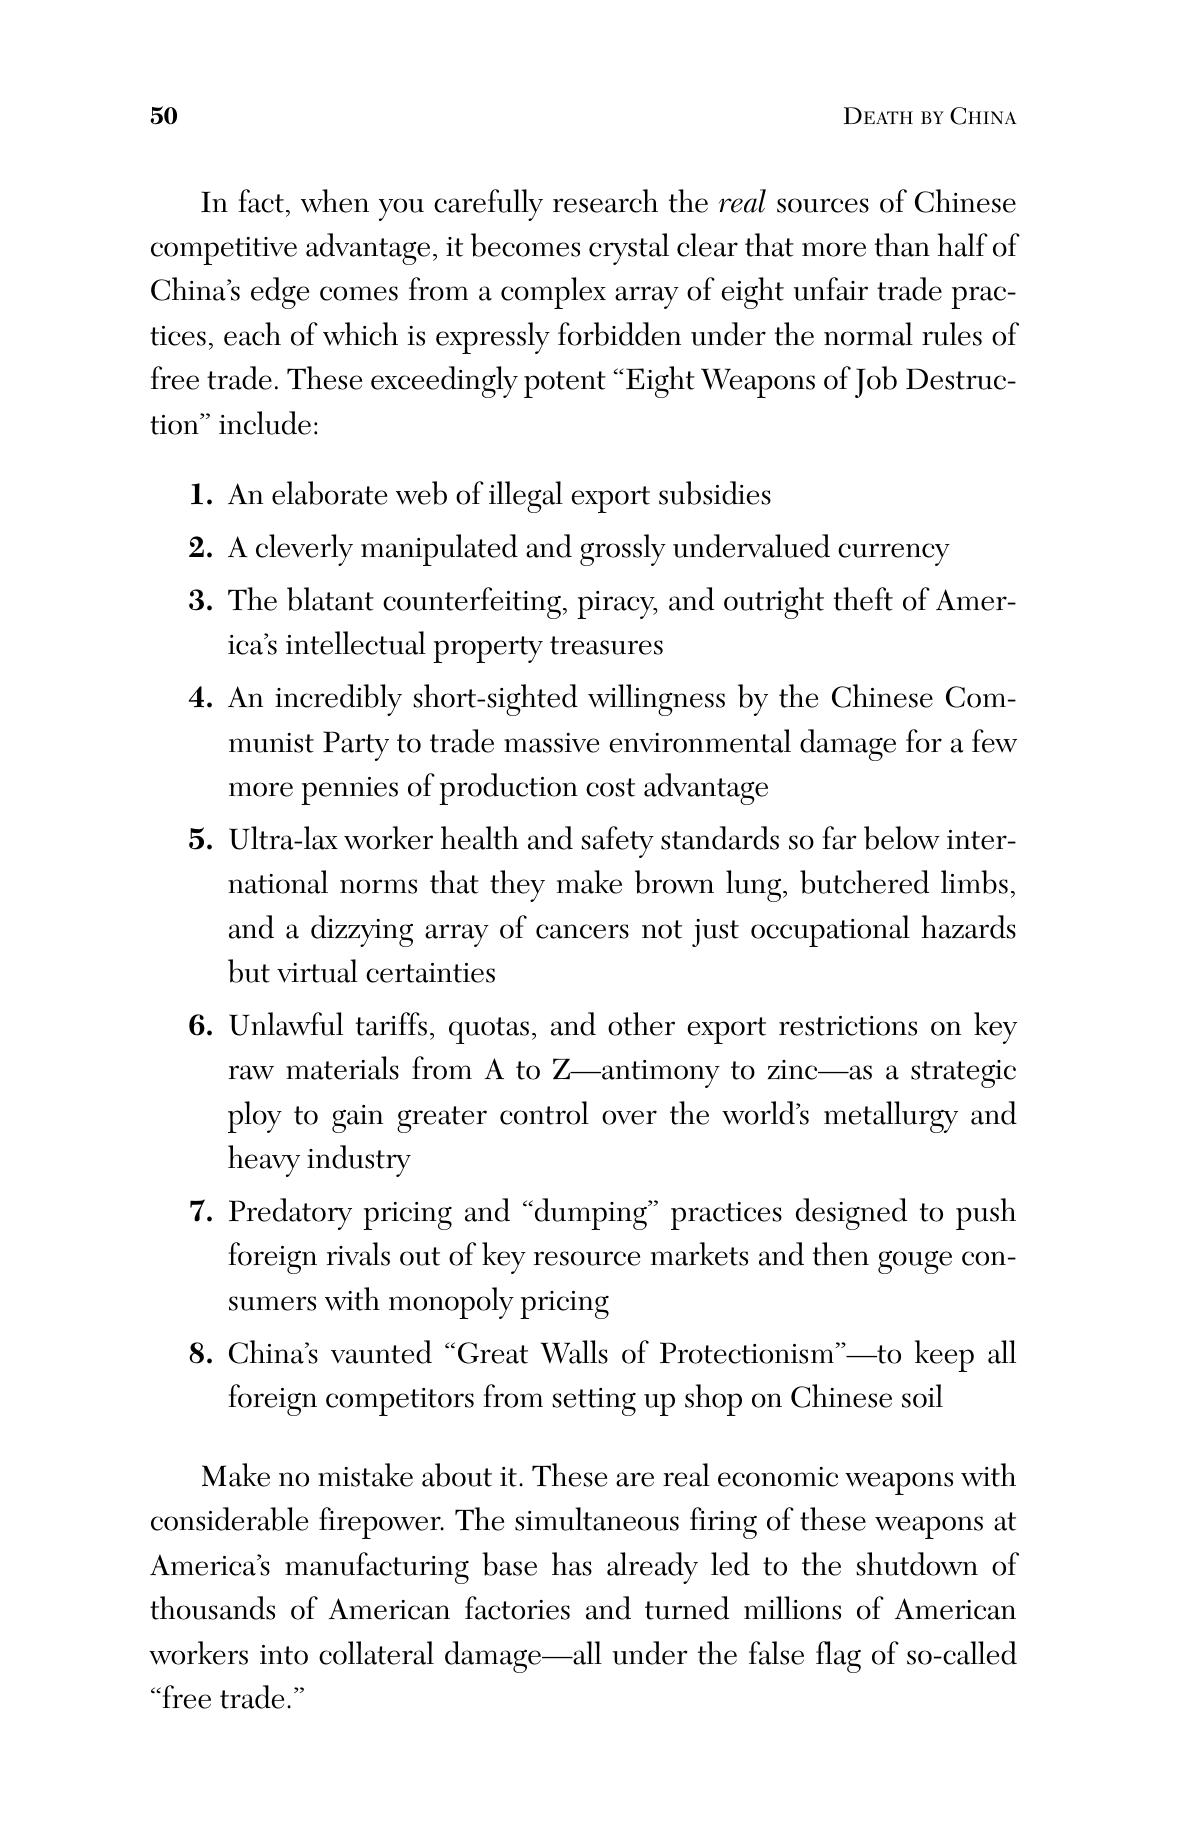 50 Death by China
In fact, when you carefully research the real sources of Chinese
competitive advantage, it becomes crystal clear that more than half of
China’s edge comes from a complex array of eight unfair trade prac-
tices, each of which is expressly forbidden under the normal rules of
free trade. These exceedingly potent “Eight Weapons of Job Destruc-
tion” include:
1. An elaborate web of illegal export subsidies
2. A cleverly manipulated and grossly undervalued currency
3. The blatant counterfeiting, piracy, and outright theft of Amer-
ica’s intellectual property treasures
4. An incredibly short-sighted willingness by the Chinese Com-
munist Party to trade massive environmental damage for a few
more pennies of production cost advantage
5. Ultra-lax worker health and safety standards so far below inter-
national norms that they make brown lung, butchered limbs,
and a dizzying array of cancers not just occupational hazards
but virtual certainties
6. Unlawful tariffs, quotas, and other export restrictions on key
raw materials from A to Z—antimony to zinc—as a strategic
ploy to gain greater control over the world’s metallurgy and
heavy industry
7. Predatory pricing and “dumping” practices designed to push
foreign rivals out of key resource markets and then gouge con-
sumers with monopoly pricing
8. China’s vaunted “Great Walls of Protectionism”—to keep all
foreign competitors from setting up shop on Chinese soil
Make no mistake about it. These are real economic weapons with
considerable firepower. The simultaneous firing of these weapons at
America’s manufacturing base has already led to the shutdown of
thousands of American factories and turned millions of American
workers into collateral damage—all under the false flag of so-called
“free trade.”